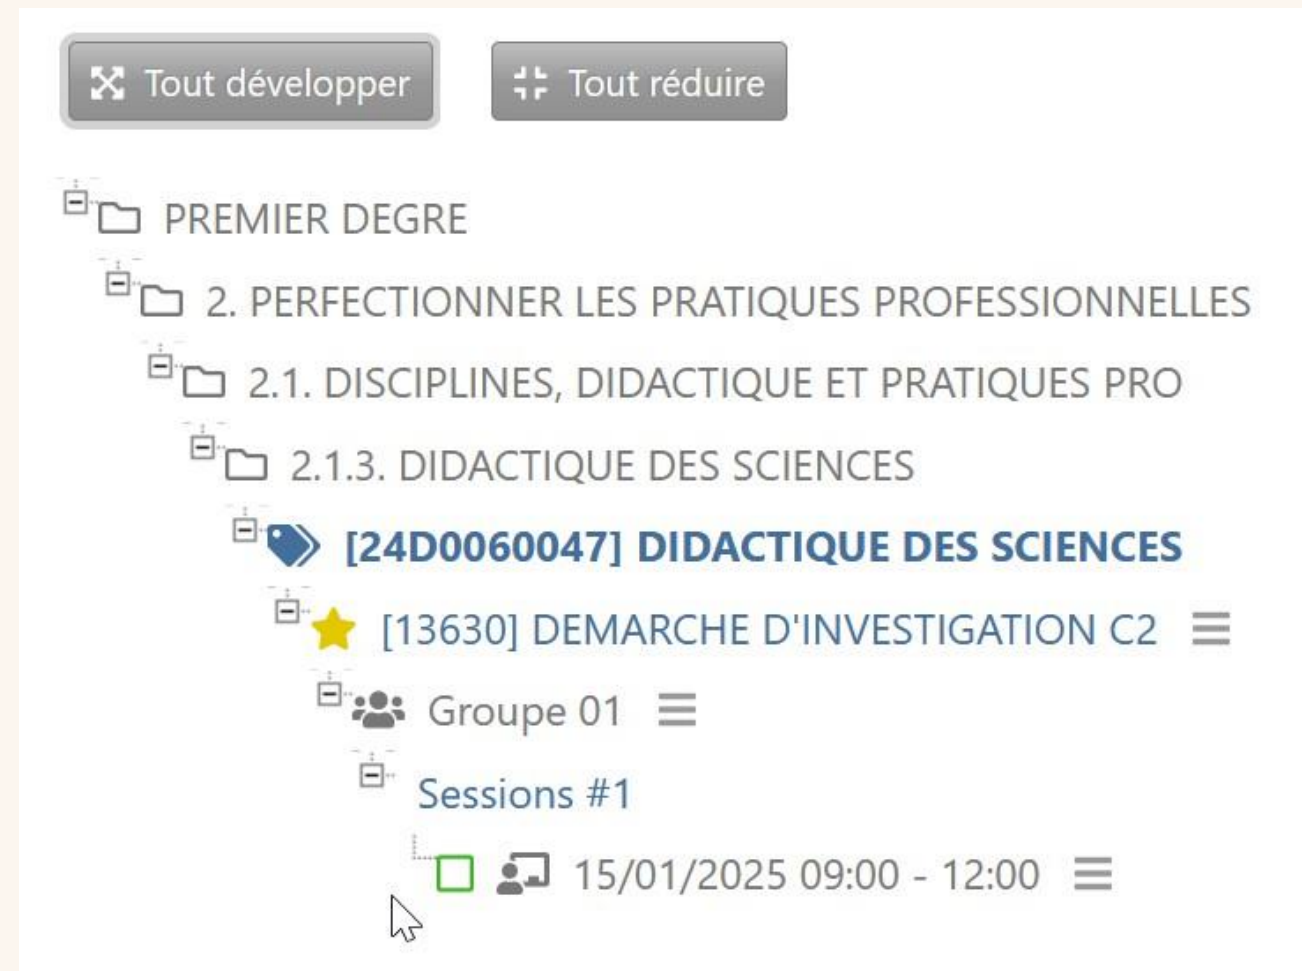 Tout développer Tout réduire
PREMIER DEGRE
2. PERFECTIONNER LES PRATIQUES PROFESSIONNELLES
2.1. DISCIPLINES, DIDACTIQUE ET PRATIQUES PRO
2.1.3. DIDACTIQUE DES SCIENCES
[24D0060047] DIDACTIQUE DES SCIENCES
[13630] DEMARCHE D'INVESTIGATION C2
Groupe 01
Sessions #1
15/01/2025 09:00 - 12:00